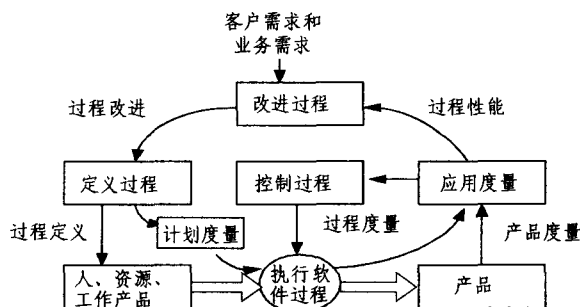 客户需求和
业务需求
过程改进
改进过程
过程性能
定义过程
控制过程
应用度量
过程定义
计划度量
过程度量
产品度量
人、资源、
工作产品
执行软
件过程
产品